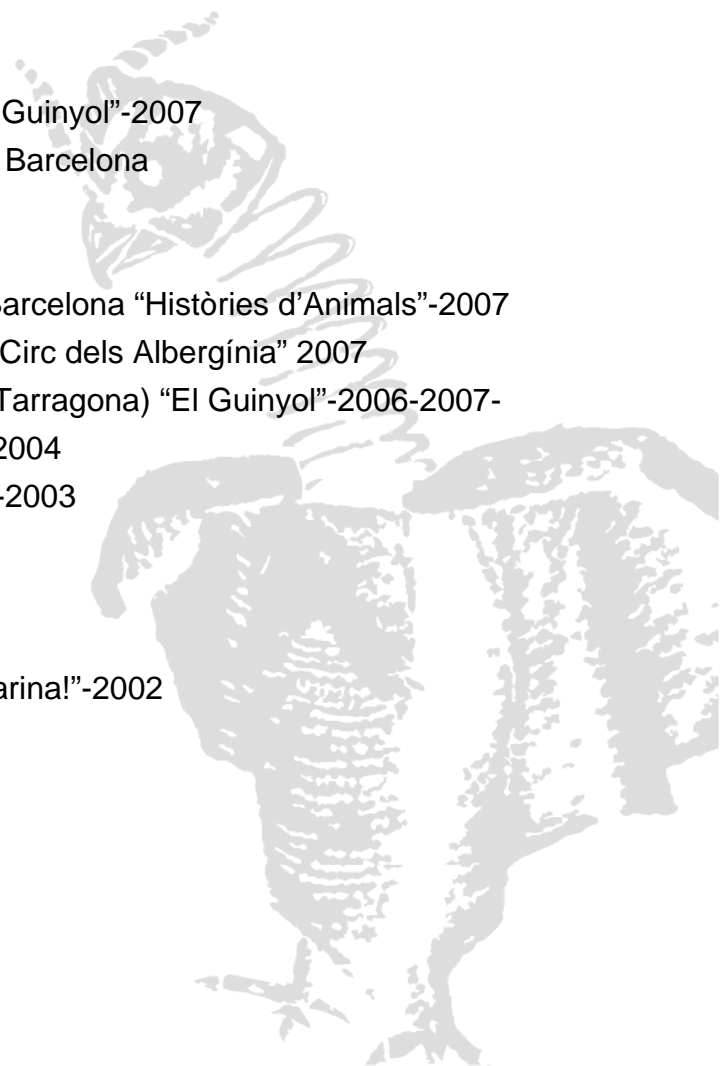 Guinyol”-2007
Barcelona
arcelona “Històries d’Animals”-2007
Circ dels Albergínia” 2007
Tarragona) “El Guinyol”-2006-2007-
2004
-2003
arina!”-2002